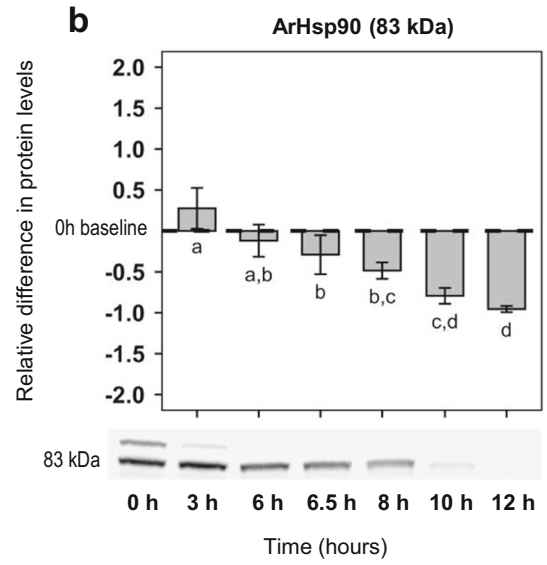 b
ArHsp90 (83 kDa)
Relative difference in protein levels
2.0
1.5
1.0
0.5
0h baseline
-0.5
-1.0
-1.5
-2.0
a
a,b
b
b,c
c,d
d
83 kDa
0 h 3 h 6 h 6.5 h 8 h 10 h 12 h
Time (hours)